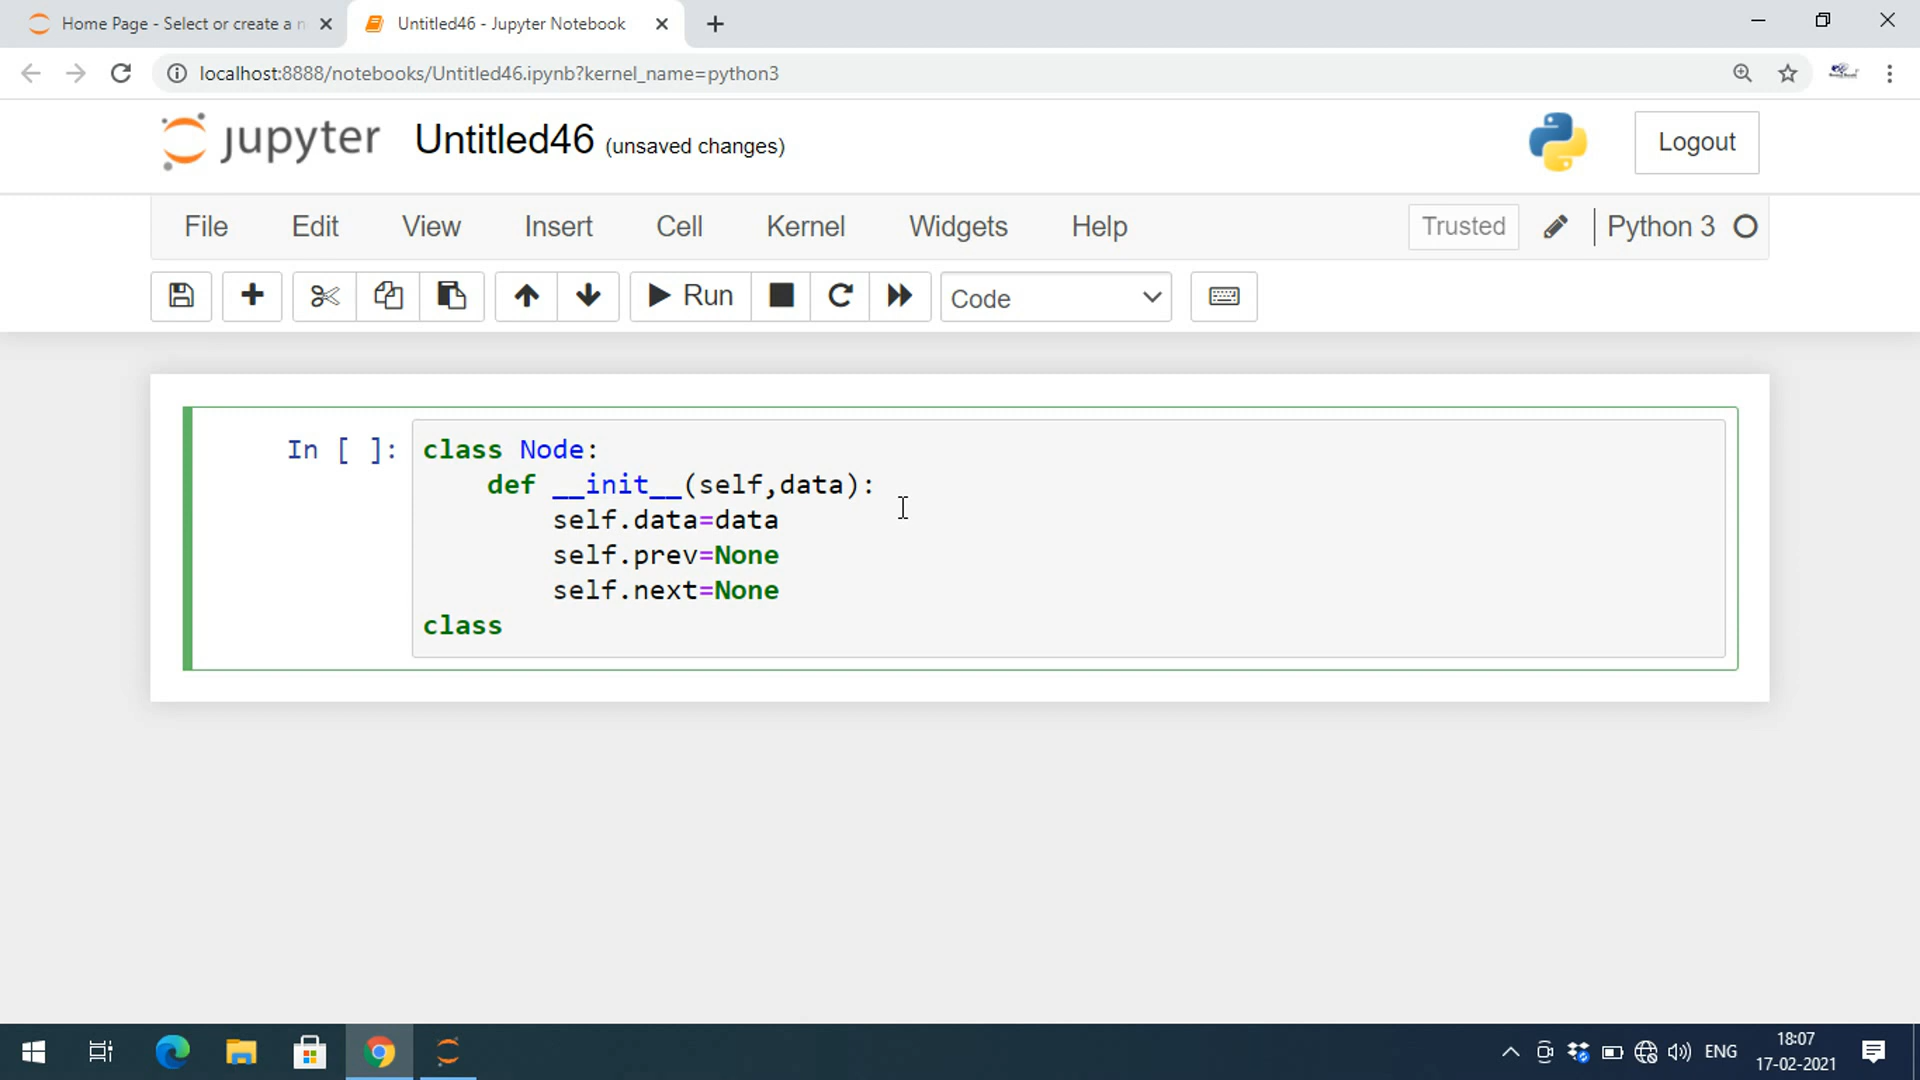 Home Page - Select or create a n
Untitled46 - Jupyter Notebook
localhost:8888/notebooks/Untitled46.ipynb?kernel_name=python3
jupyter Untitled46 (unsaved changes)
Logout
File Edit View Insert Cell Kernel Widgets Help
Trusted Python 3
Run Code
In [ ]:
class Node:
def __init__(self,data):
self.data=data
self.prev=None
self.next=None
class
ENG
18:07
17-02-2021